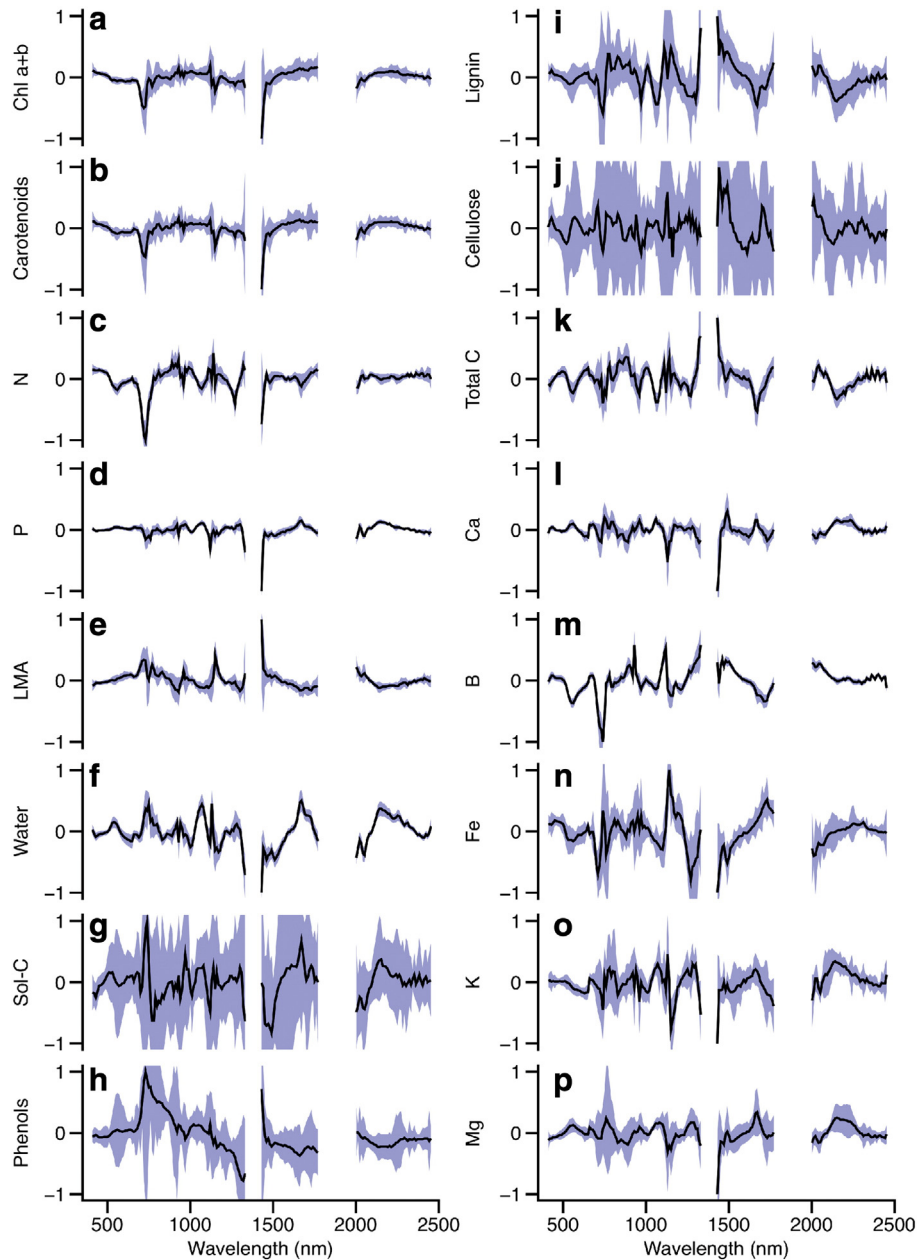 a
Chl a+b
1
0
−1
b
Carotenoids
1
0
−1
c
N
1
0
−1
d
P
1
0
−1
e
LMA
1
0
−1
f
Water
1
0
−1
g
Sol-C
1
0
−1
h
Phenols
1
0
−1
500 1000 1500 2000 2500
Wavelength (nm)
i
Lignin
1
0
−1
j
Cellulose
1
0
−1
k
Total C
1
0
−1
l
Ca
1
0
−1
m
B
1
0
−1
n
Fe
1
0
−1
o
K
1
0
−1
p
Mg
1
0
−1
500 1000 1500 2000 2500
Wavelength (nm)